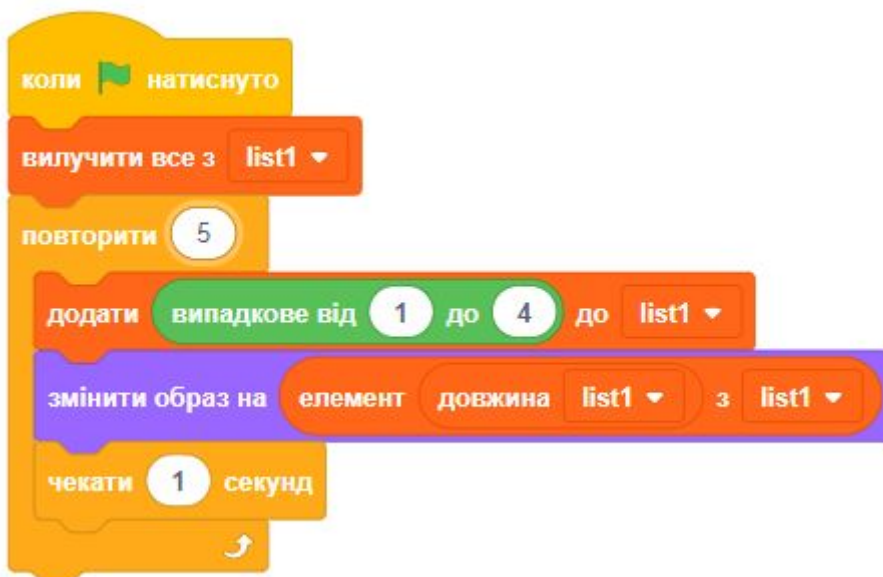 коли натиснуто
вилучити все з list1
повторити 5
додати випадкове від 1 до 4 до list1
змінити образ на елемент довжина list1 з list1
чекати 1 секунд